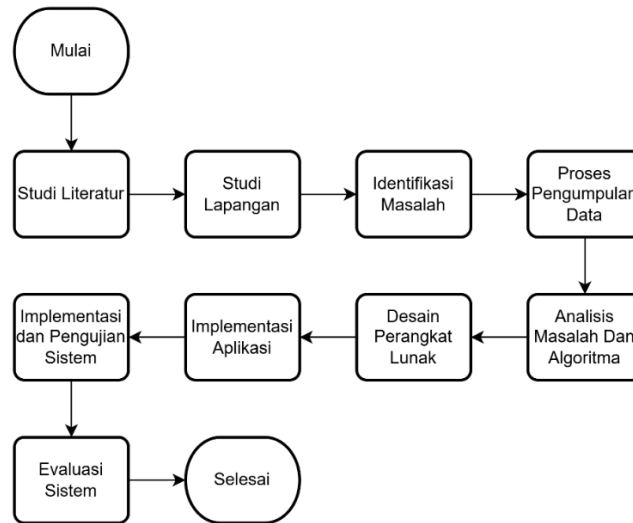 Mulai
Studi Literatur
Studi
Lapangan
Identifikasi
Masalah
Proses
Pengumpulan
Data
Implementasi
dan Pengujian
Sistem
Implementasi
Aplikasi
Desain
Perangkat
Lunak
Analisis
Masalah Dan
Algoritma
Evaluasi
Sistem
Selesai